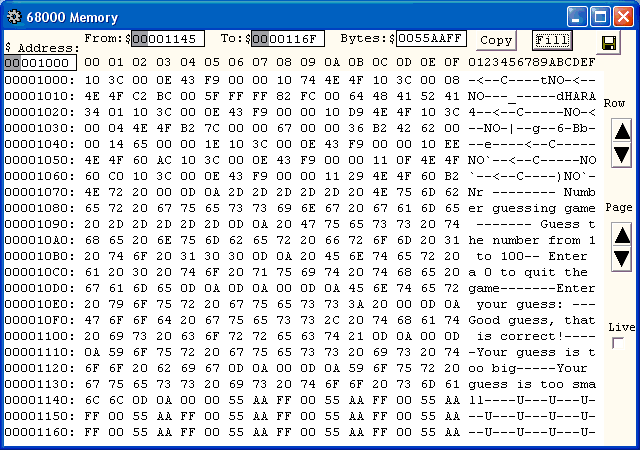 68000 Memory
From:$ 00001145 To:$ 0000116F Bytes: 0055AAFF Copy Fill
$ Address:
00001000 00 01 02 03 04 05 06 07 08 09 0A 0B 0C 0D 0E 0F 0123456789ABCDEF
00001000: 10 3C 00 0E 43 F9 00 00 10 74 4E 4F 10 3C 00 08 -<--C----tNO-<--
00001010: 4E 4F C2 BC 00 5F FF FF 82 FC 00 64 48 41 52 41 NO---_-----dHARA
00001020: 34 01 10 3C 00 0E 43 F9 00 00 10 D9 4E 4F 10 3C 4--<--C-----NO-<
00001030: 00 04 4E 4F B2 7C 00 00 67 00 00 36 B2 42 62 00 --NO-|--g--6-Bb-
00001040: 00 14 65 00 00 1E 10 3C 00 0E 43 F9 00 00 10 EE --e----<--C-----
00001050: 4E 4F 60 AC 10 3C 00 0E 43 F9 00 00 11 0F 4E 4F NO`--<--C-----NO
00001060: 60 C0 10 3C 00 0E 43 F9 00 00 11 29 4E 4F 60 B2 `--<--C----)NO`-
00001070: 4E 72 20 00 0D 0A 2D 2D 2D 2D 2D 20 4E 75 6D 62 Nr -------- Numb
00001080: 65 72 20 67 75 65 73 73 69 6E 67 20 67 61 6D 65 er guessing game
00001090: 20 2D 2D 2D 2D 2D 0D 0A 20 47 75 65 73 73 20 74 ------- Guess t
000010A0: 68 65 20 6E 75 6D 62 65 72 20 66 72 6F 6D 20 31 he number from 1
000010B0: 20 74 6F 20 31 30 30 0D 0A 20 45 6E 74 65 72 20 to 100-- Enter
000010C0: 61 20 30 20 74 6F 20 71 75 69 74 20 74 68 65 20 a 0 to quit the
000010D0: 67 61 6D 65 0D 0A 0D 0A 00 0D 0A 45 6E 74 65 72 game-------Enter
000010E0: 20 79 6F 75 72 20 67 75 65 73 73 3A 20 00 0D 0A your guess: ---
000010F0: 47 6F 6F 64 20 67 75 65 73 73 2C 20 74 68 61 74 Good guess, that
00001100: 20 69 73 20 63 6F 72 72 65 63 74 21 0D 0A 00 0D is correct!----
00001110: 0A 59 6F 75 72 20 67 75 65 73 73 20 69 73 20 74 -Your guess is t
00001120: 6F 6F 20 62 69 67 0D 0A 00 0D 0A 59 6F 75 72 20 oo big-----Your
00001130: 67 75 65 73 73 20 69 73 20 74 6F 6F 20 73 6D 61 guess is too sma
00001140: 6C 6C 0D 0A 00 00 55 AA FF 00 55 AA FF 00 55 AA ll----U---U---U-
00001150: FF 00 55 AA FF 00 55 AA FF 00 55 AA FF 00 55 AA --U---U---U---U-
00001160: FF 00 55 AA FF 00 55 AA FF 00 55 AA FF 00 55 AA --U---U---U---U-
Row
Page
Live